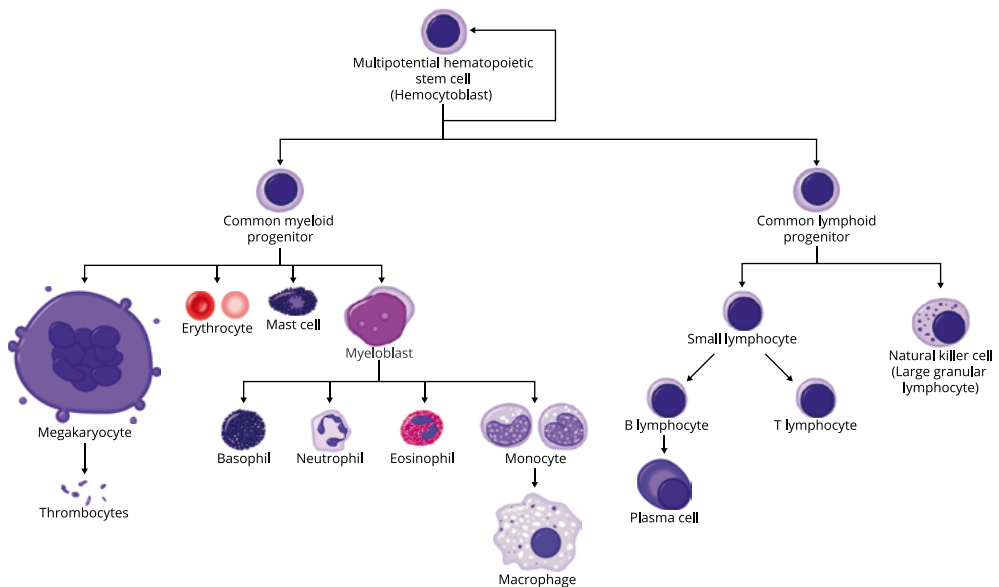 Multipotential hematopoietic
stem cell
(Hemocytoblast)
Common myeloid
progenitor
Common lymphoid
progenitor
Erythrocyte
Mast cell
Myeloblast
Small lymphocyte
Natural killer cell
(Large granular
lymphocyte)
Megakaryocyte
Basophil
Neutrophil
Eosinophil
Monocyte
B lymphocyte
T lymphocyte
Thrombocytes
Plasma cell
Macrophage